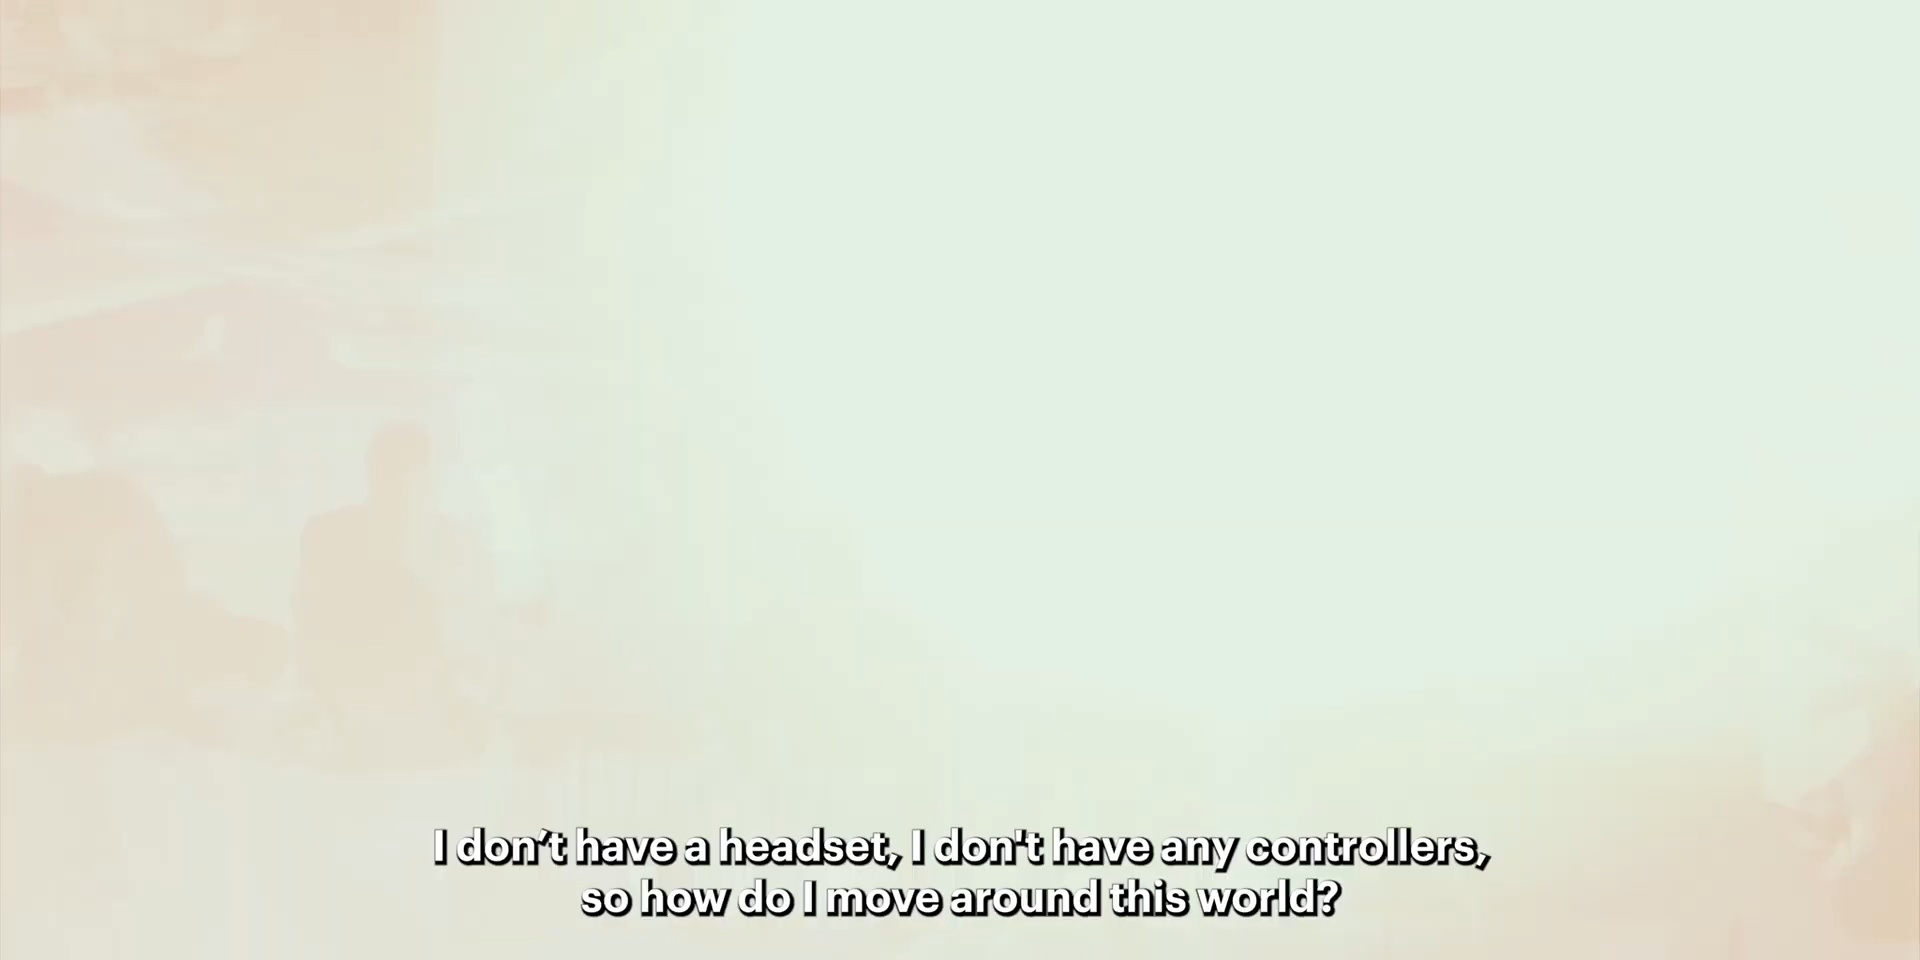 I don’t have a headset, I don't have any controllers,
so how do I move around this world?